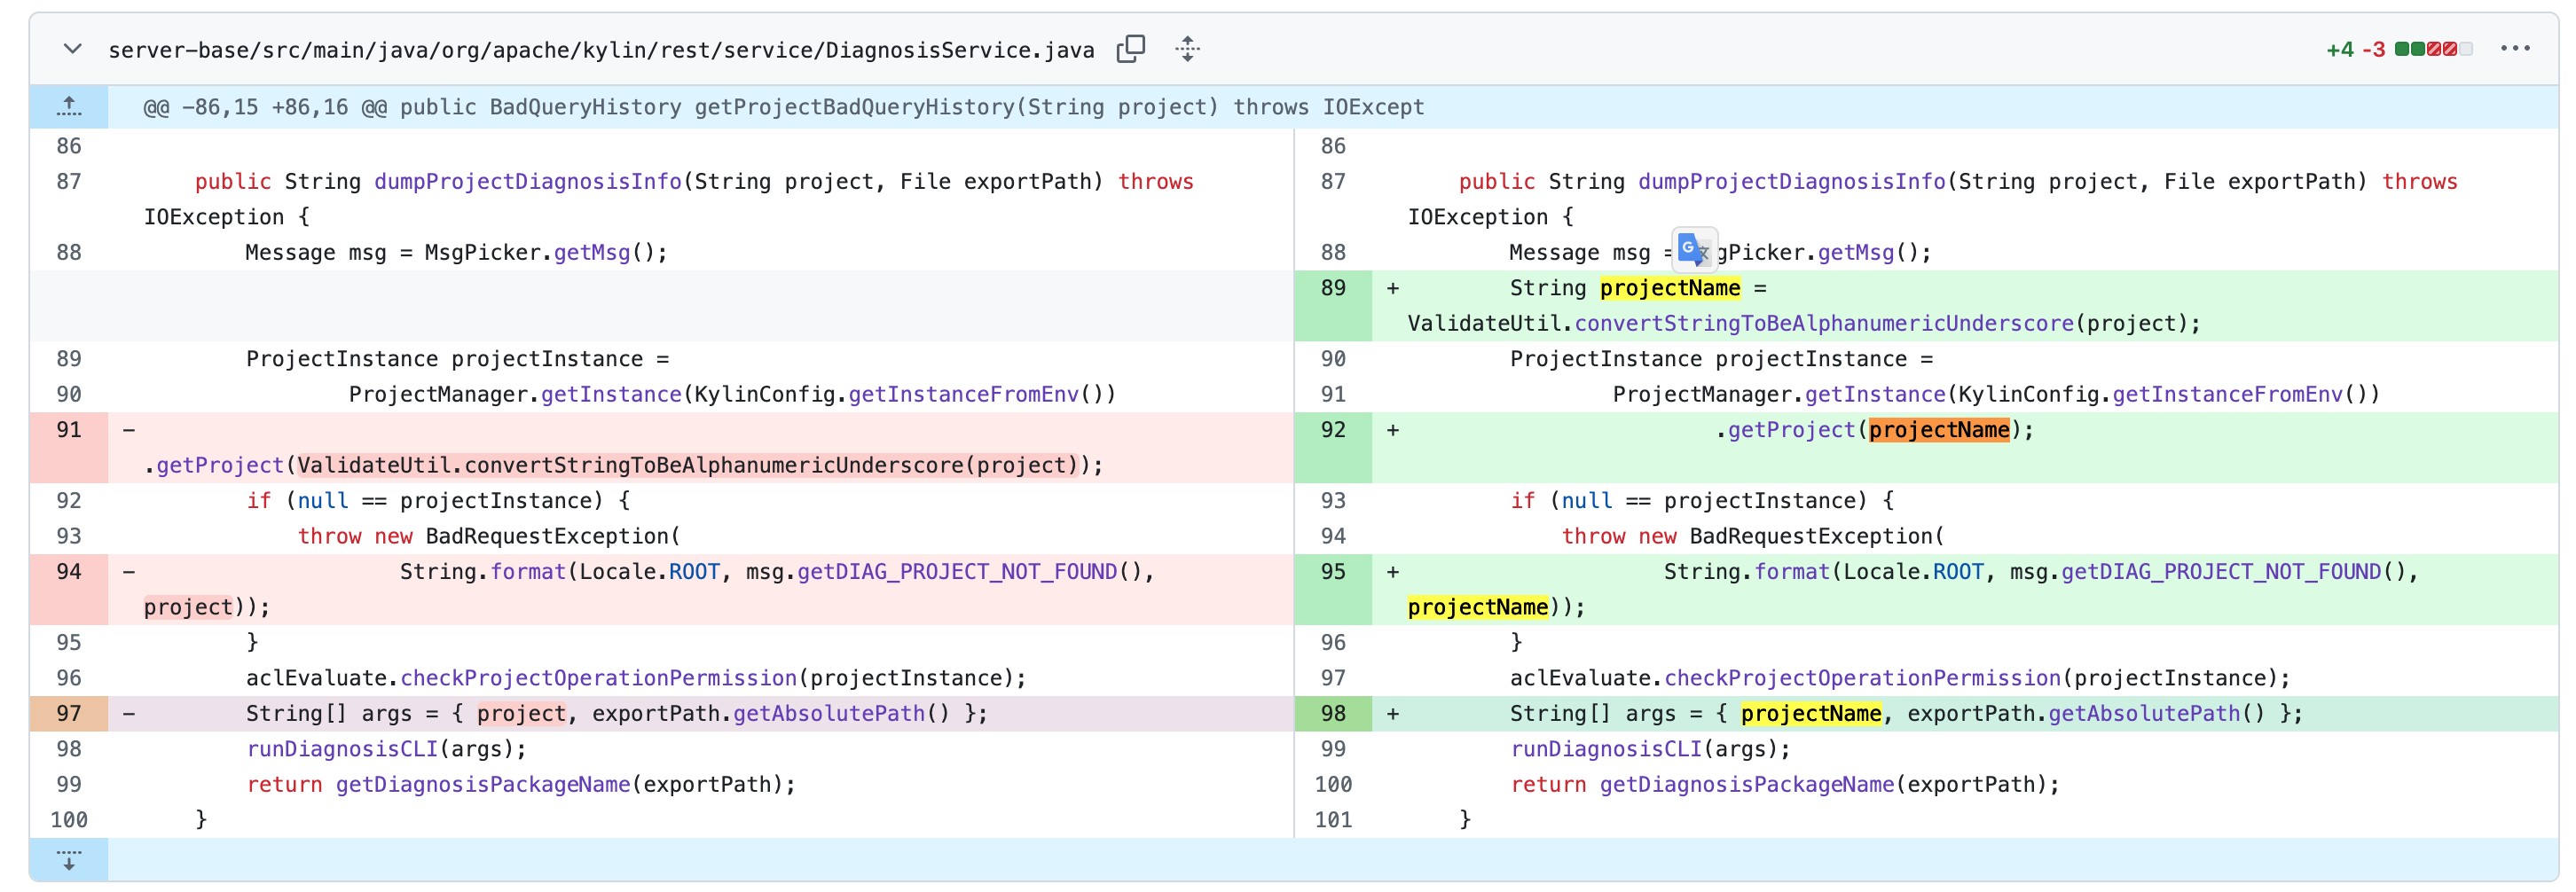 server-base/src/main/java/org/apache/kylin/rest/service/DiagnosisService.java
+4 -3
@@ -86,15 +86,16 @@ public BadQueryHistory getProjectBadQueryHistory(String project) throws IOExcept
86
87 public String dumpProjectDiagnosisInfo(String project, File exportPath) throws
IOException {
88 Message msg = MsgPicker.getMsg();
89 ProjectInstance projectInstance =
90 ProjectManager.getInstance(KylinConfig.getInstanceFromEnv())
91 -
.getProject(ValidateUtil.convertStringToBeAlphanumericUnderscore(project));
92 if (null == projectInstance) {
93 throw new BadRequestException(
94 - String.format(Locale.ROOT, msg.getDIAG_PROJECT_NOT_FOUND(),
project));
95 }
96 aclEvaluate.checkProjectOperationPermission(projectInstance);
97 - String[] args = { project, exportPath.getAbsolutePath() };
98 runDiagnosisCLI(args);
99 return getDiagnosisPackageName(exportPath);
100 }
86
87 public String dumpProjectDiagnosisInfo(String project, File exportPath) throws
IOException {
88 Message msg = gPicker.getMsg();
89 + String projectName =
ValidateUtil.convertStringToBeAlphanumericUnderscore(project);
90 ProjectInstance projectInstance =
91 ProjectManager.getInstance(KylinConfig.getInstanceFromEnv())
92 + .getProject(projectName);
93 if (null == projectInstance) {
94 throw new BadRequestException(
95 + String.format(Locale.ROOT, msg.getDIAG_PROJECT_NOT_FOUND(),
projectName));
96 }
97 aclEvaluate.checkProjectOperationPermission(projectInstance);
98 + String[] args = { projectName, exportPath.getAbsolutePath() };
99 runDiagnosisCLI(args);
100 return getDiagnosisPackageName(exportPath);
101 }